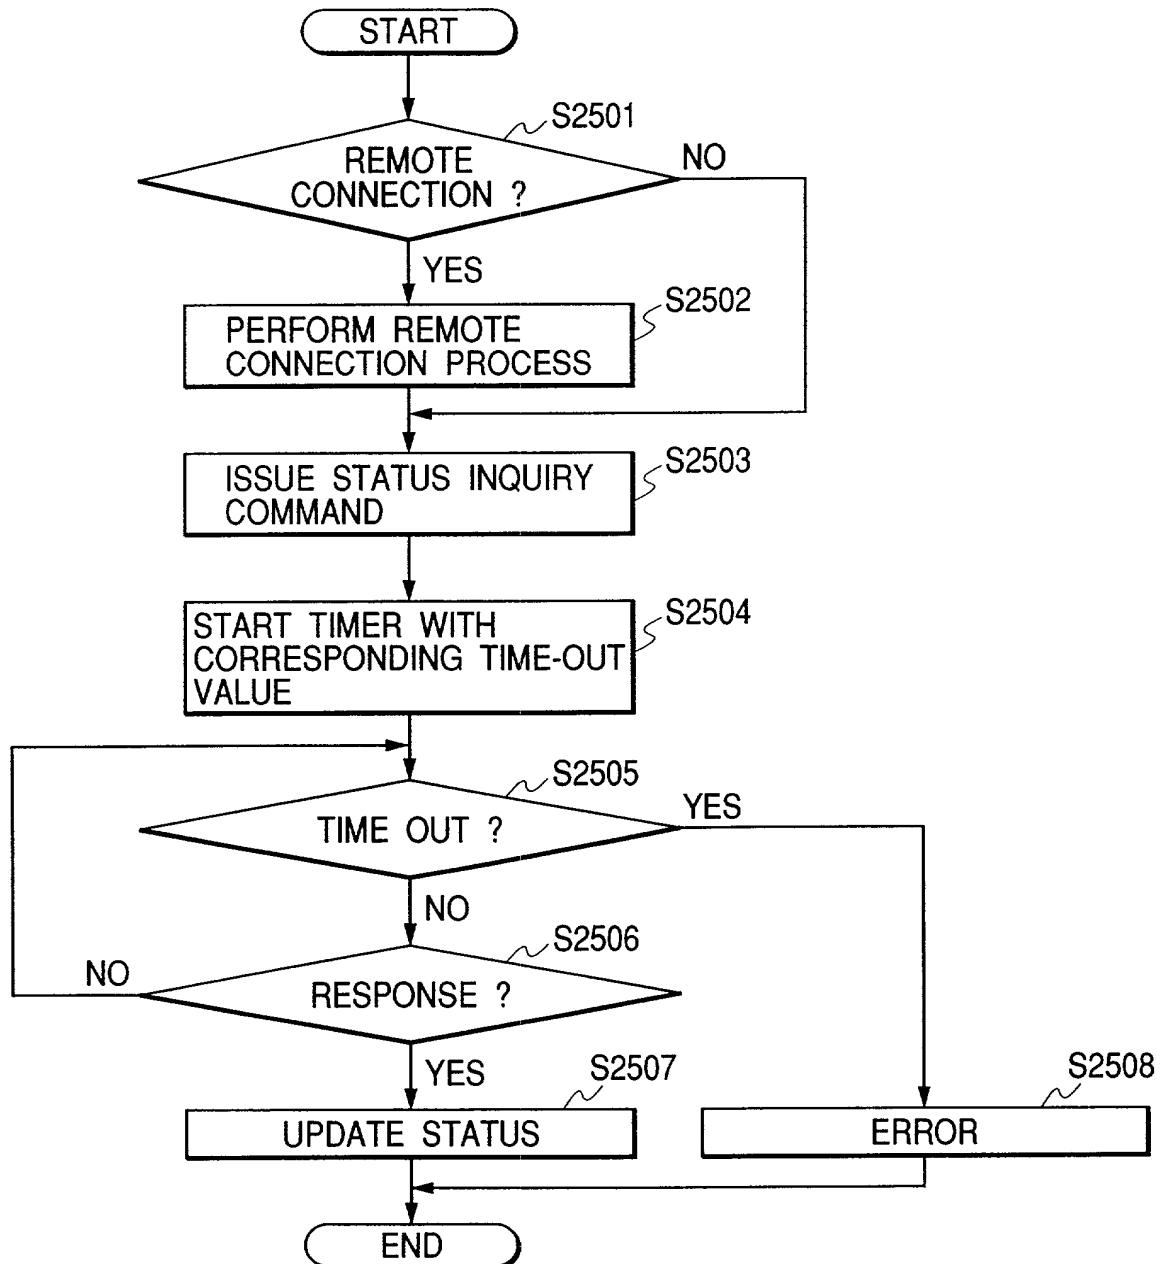 START
S2501
REMOTE
CONNECTION ?
NO
YES
S2502
PERFORM REMOTE
CONNECTION PROCESS
S2503
ISSUE STATUS INQUIRY
COMMAND
S2504
START TIMER WITH
CORRESPONDING TIME-OUT
VALUE
S2505
TIME OUT ?
YES
NO
S2506
RESPONSE ?
NO
YES
S2507
UPDATE STATUS
S2508
ERROR
END